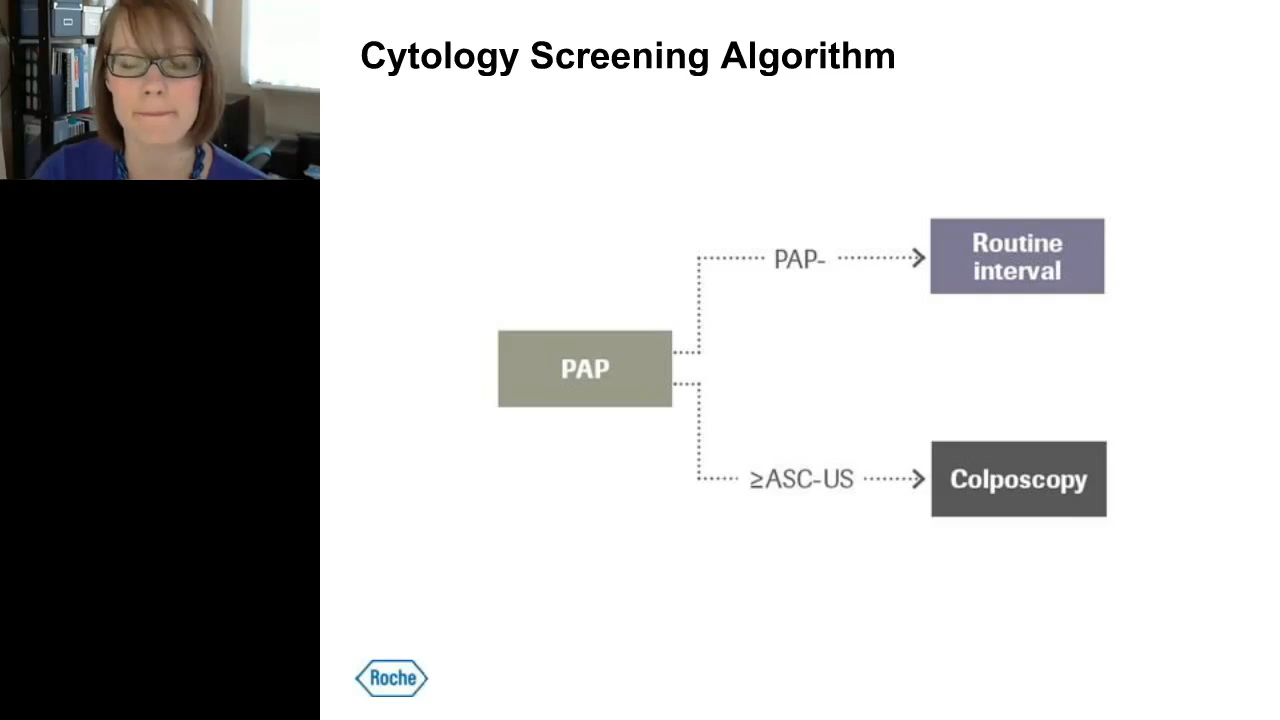 Cytology Screening Algorithm
PAP-
Routine
interval
PAP
≥ASC-US
Colposcopy
Roche